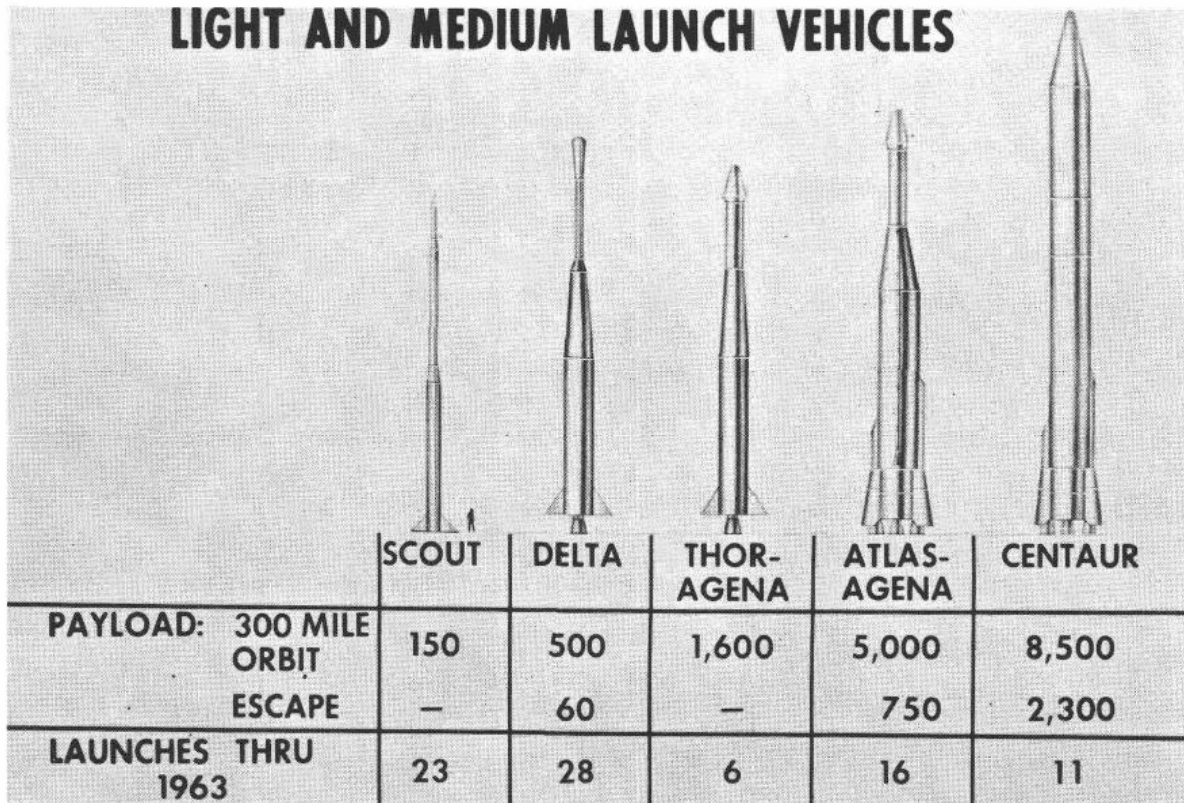 LIGHT AND MEDIUM LAUNCH VEHICLES
SCOUT DELTA THOR-AGENA ATLAS-AGENA CENTAUR
PAYLOAD: 300 MILE ORBIT 150 500 1,600 5,000 8,500
ESCAPE – 60 – 750 2,300
LAUNCHES THRU 1963 23 28 6 16 11